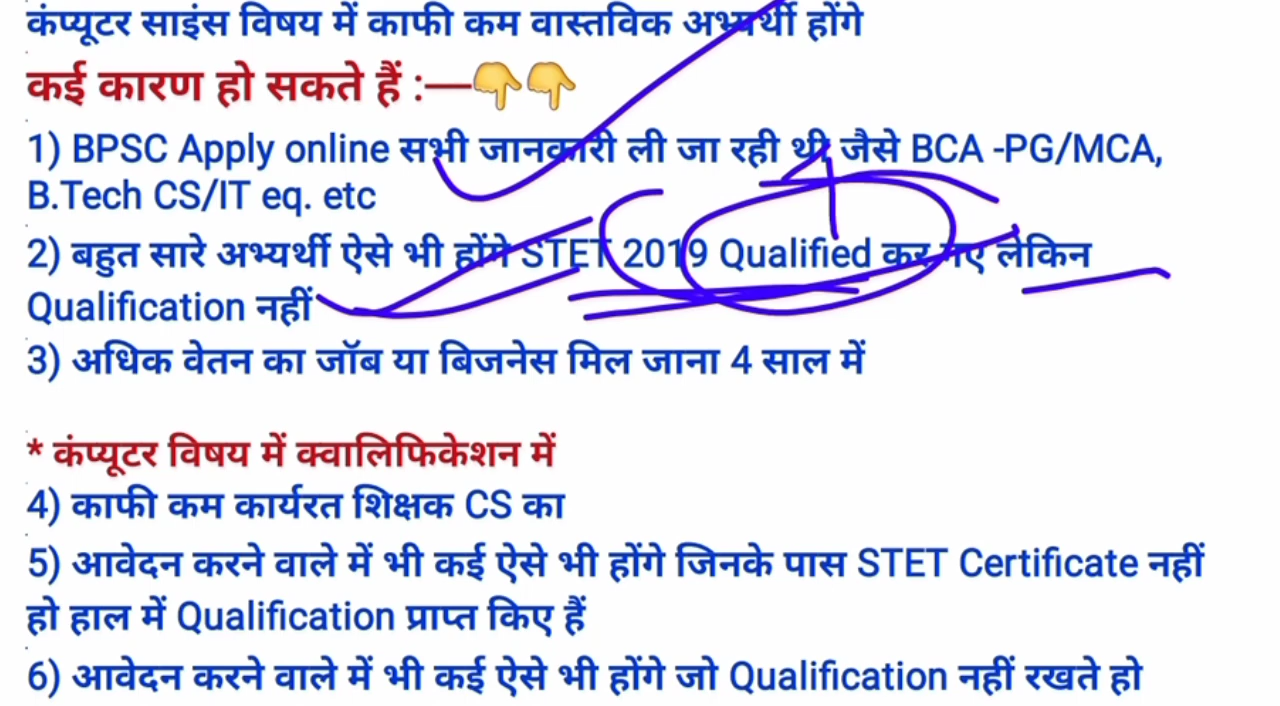 कंप्यूटर साइंस विषय में काफी कम वास्तविक अभ्यर्थी होंगे
कई कारण हो सकते हैं :—👇👇
1) BPSC Apply online सभी जानकारी ली जा रही थी जैसे BCA -PG/MCA,
B.Tech CS/IT eq. etc
2) बहुत सारे अभ्यर्थी ऐसे भी होंगे STET 2019 Qualified कर गए लेकिन
Qualification नहीं
3) अधिक वेतन का जॉब या बिजनेस मिल जाना 4 साल में
* कंप्यूटर विषय में क्वालिफिकेशन में
4) काफी कम कार्यरत शिक्षक CS का
5) आवेदन करने वाले में भी कई ऐसे भी होंगे जिनके पास STET Certificate नहीं
हो हाल में Qualification प्राप्त किए हैं
6) आवेदन करने वाले में भी कई ऐसे भी होंगे जो Qualification नहीं रखते हो